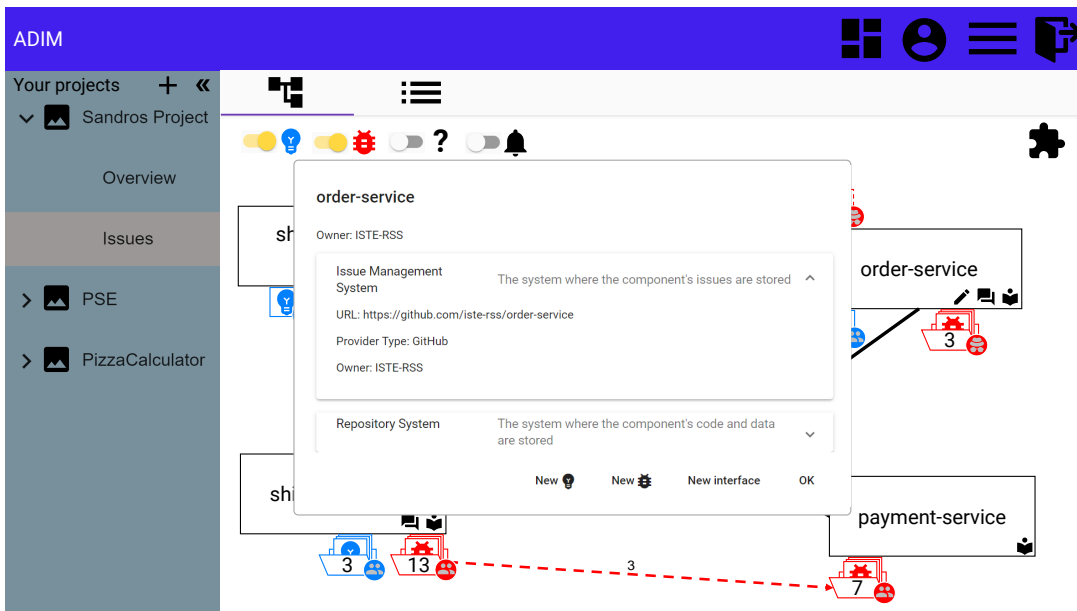 ADIM
Your projects
Sandros Project
Overview
Issues
PSE
PizzaCalculator
?
order-service
Owner: ISTE-RSS
Issue Management
System
The system where the component's issues are stored
URL: https://github.com/iste-rss/order-service
Provider Type: GitHub
Owner: ISTE-RSS
Repository System
The system where the component's code and data
are stored
New
New
New interface
OK
sh
order-service
3
shi
3
13
3
payment-service
7